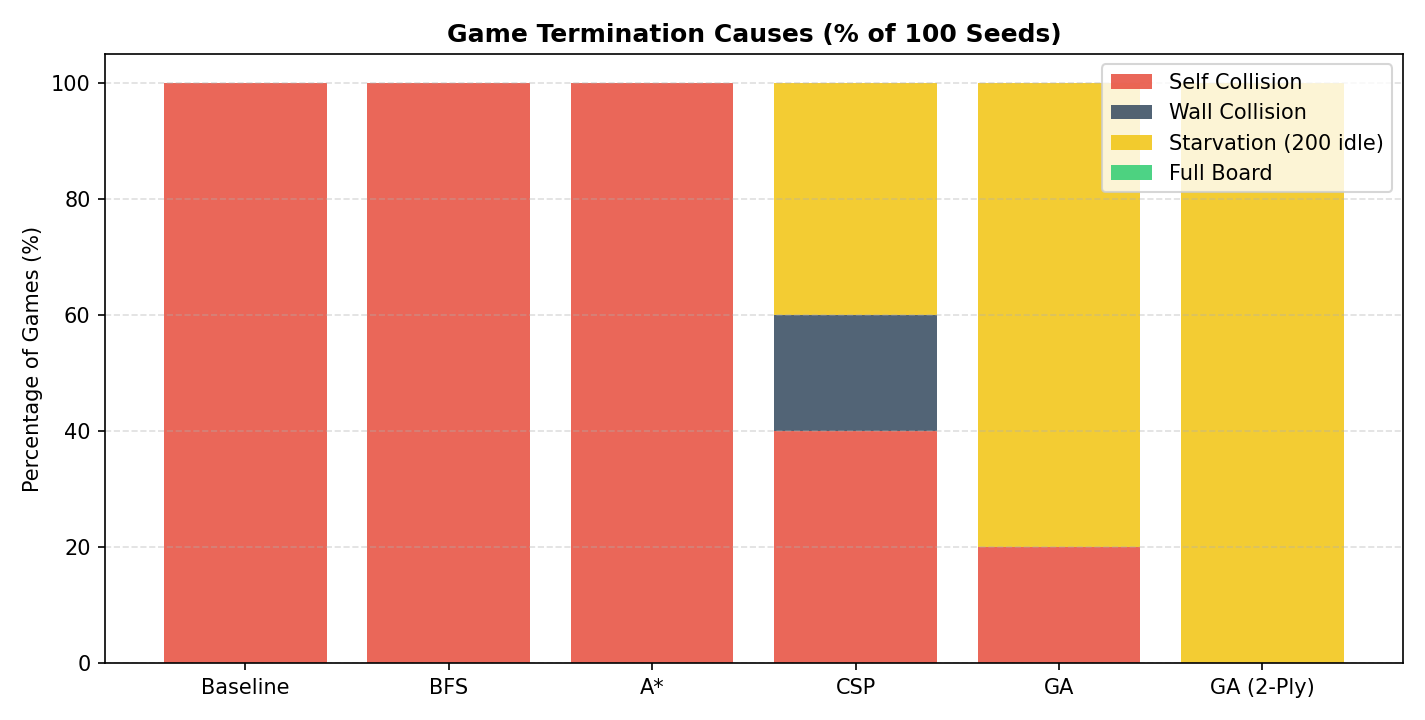 Game Termination Causes (% of 100 Seeds)
Self Collision
Wall Collision
Starvation (200 idle)
Full Board
Percentage of Games (%)
100
80
60
40
20
0
Baseline BFS A* CSP GA GA (2-Ply)